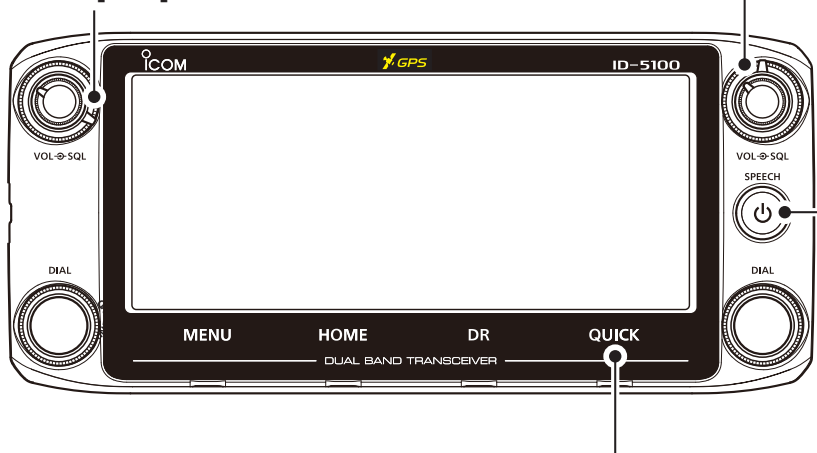 ICOM GPS ID-5100
VOL SQL VOL SQL
SPEECH
DIAL DIAL
MENU HOME DR QUICK
DUAL BAND TRANSCEIVER